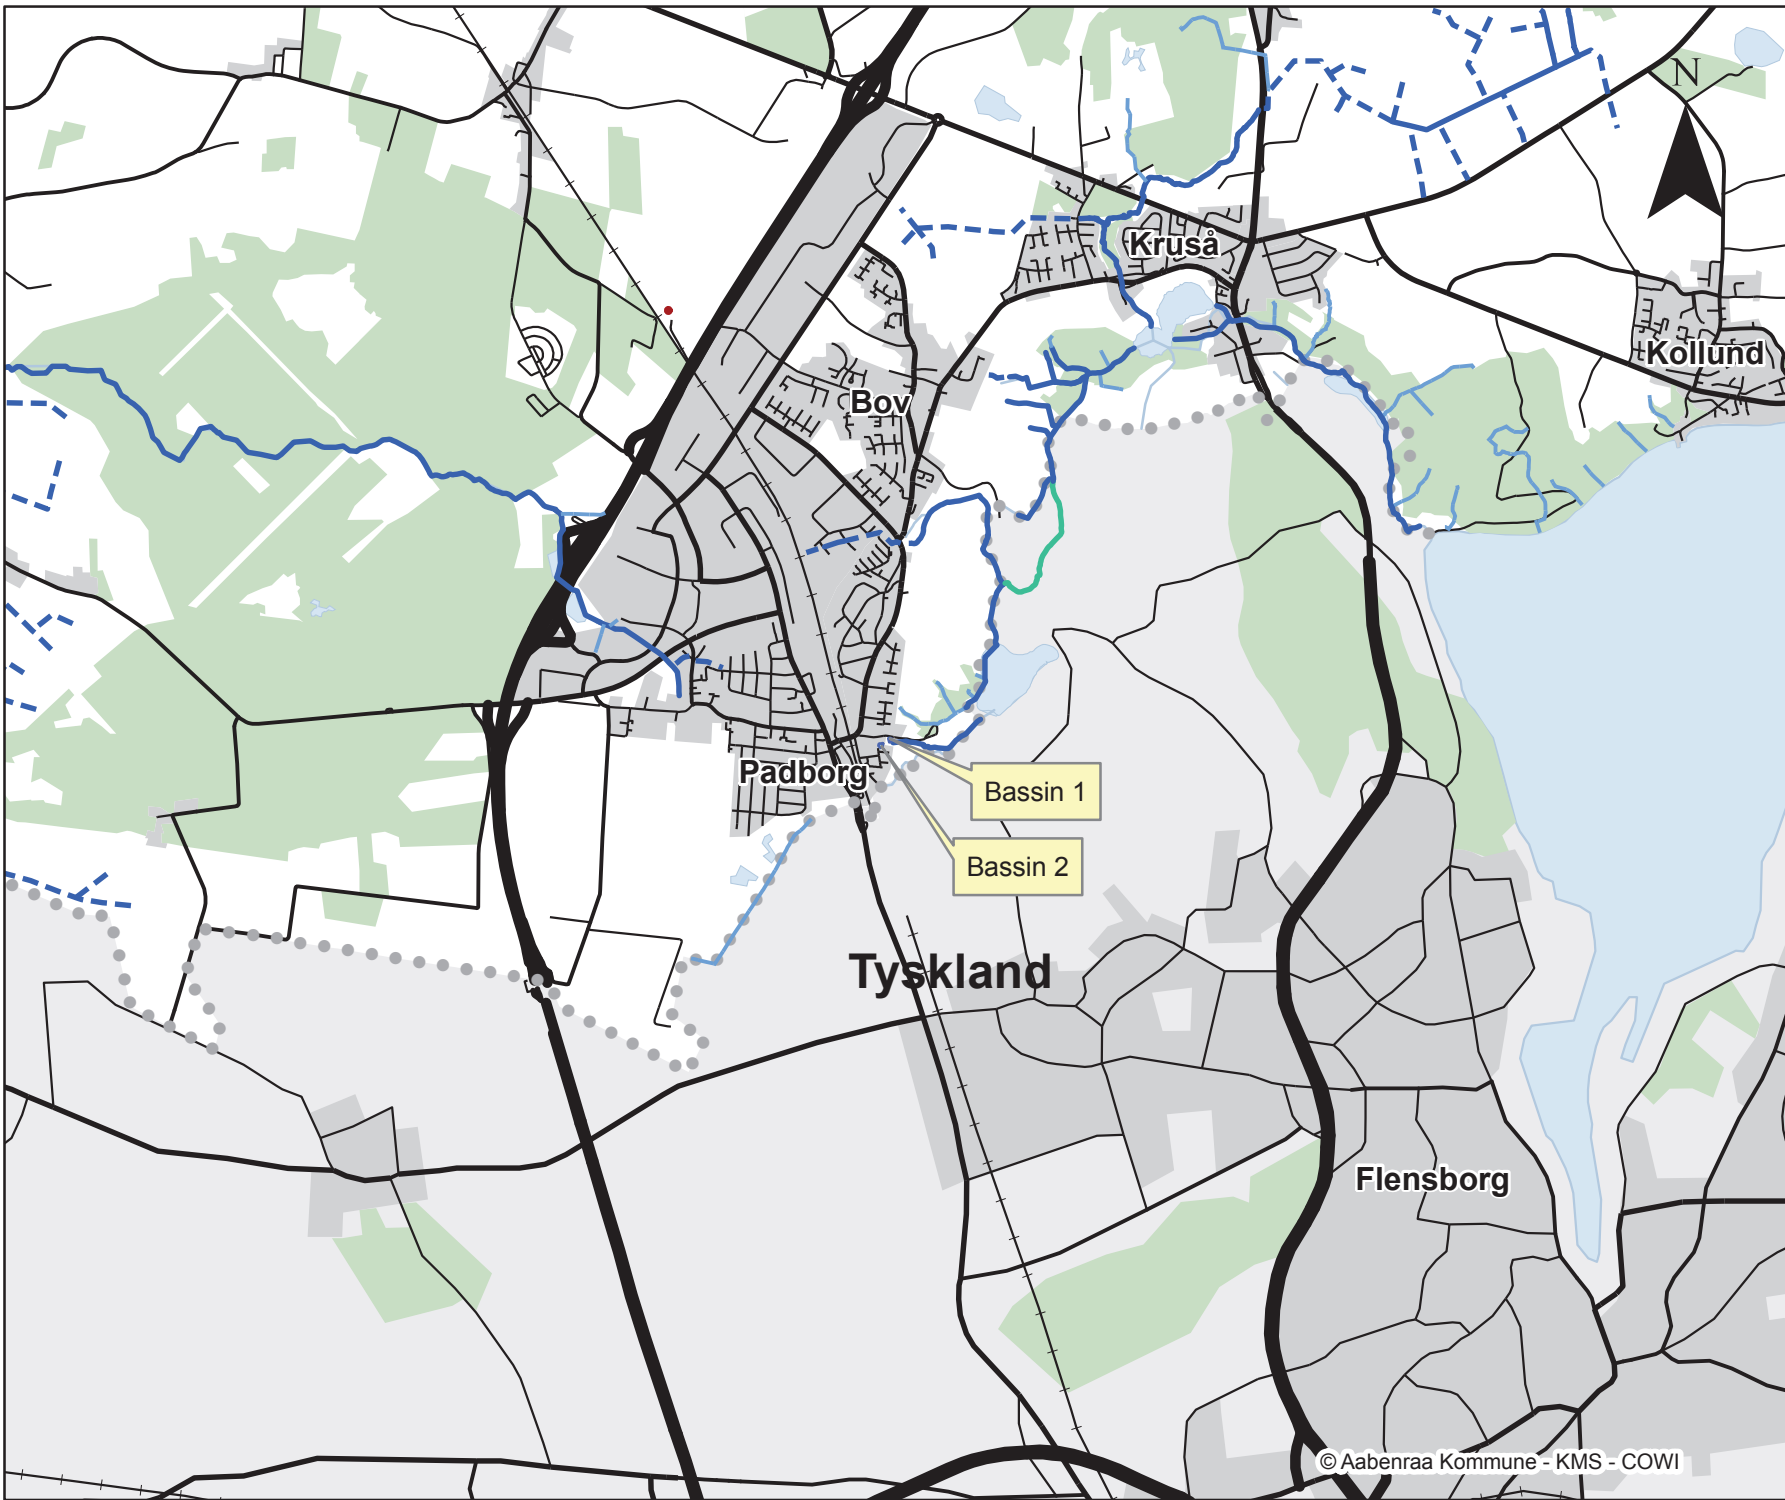 N
Kruså
Kollund
Bov
Padborg
Bassin 1
Bassin 2
Tyskland
Flensborg
© Aabenraa Kommune - KMS - COWI